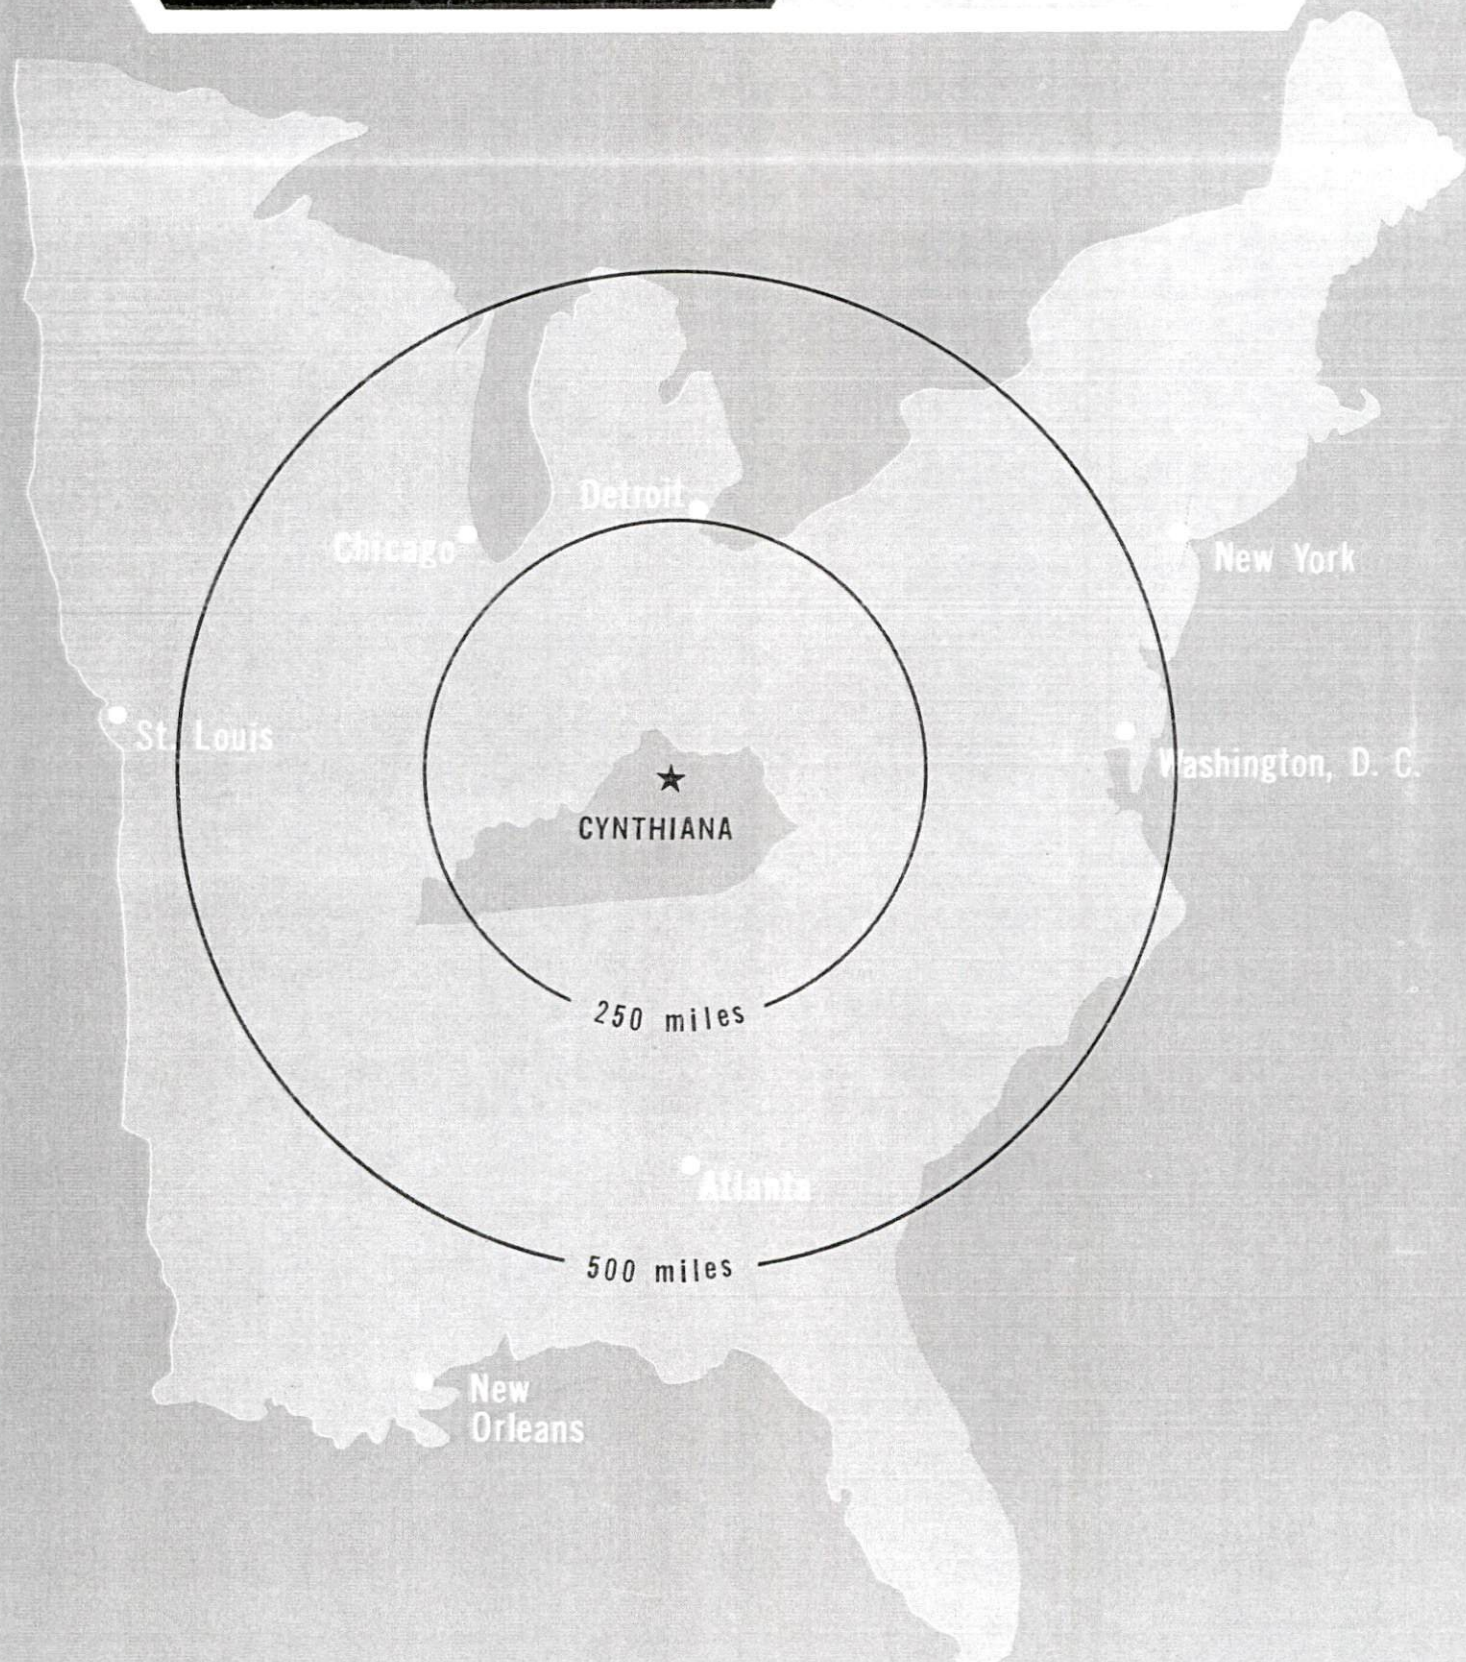 Detroit
Chicago
New York
St. Louis
Washington, D. C.
CYNTHIANA
250 miles
Atlanta
500 miles
New
Orleans